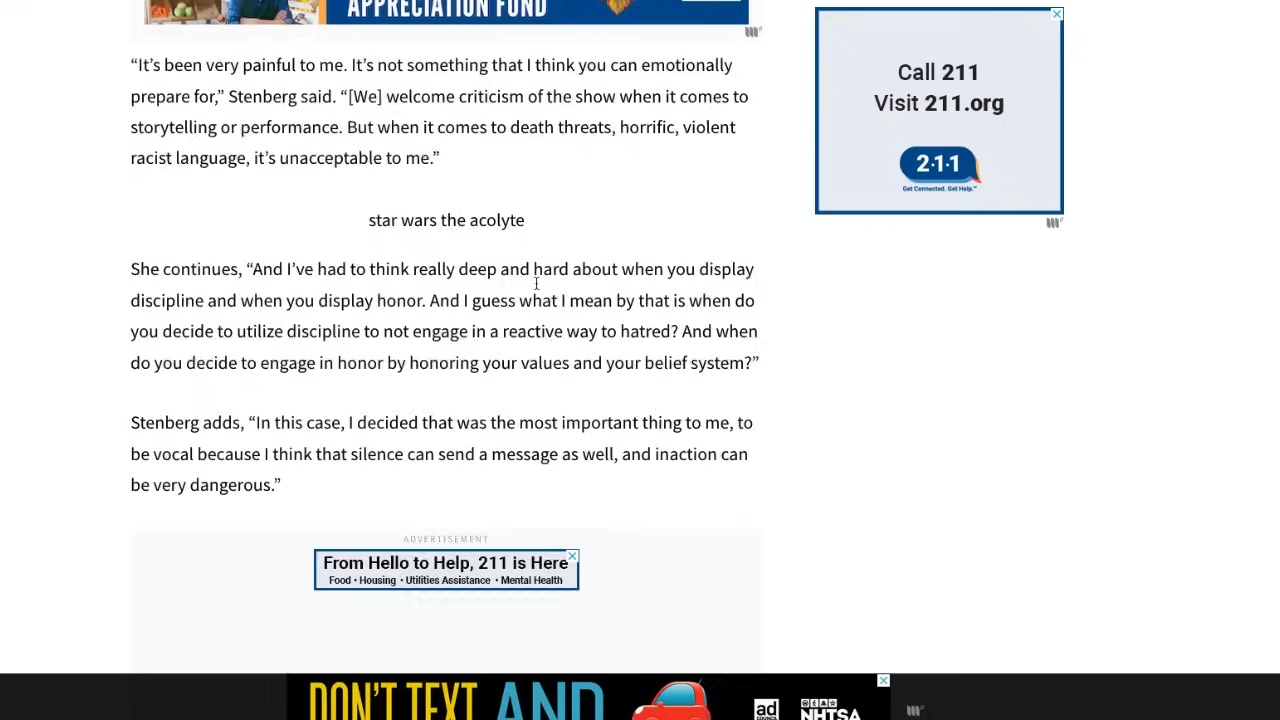 APPRECIATION FUND
“It’s been very painful to me. It’s not something that I think you can emotionally
prepare for,” Stenberg said. “[We] welcome criticism of the show when it comes to
storytelling or performance. But when it comes to death threats, horrific, violent
racist language, it’s unacceptable to me.”
star wars the acolyte
She continues, “And I’ve had to think really deep and hard about when you display
discipline and when you display honor. And I guess what I mean by that is when do
you decide to utilize discipline to not engage in a reactive way to hatred? And when
do you decide to engage in honor by honoring your values and your belief system?”
Stenberg adds, “In this case, I decided that was the most important thing to me, to
be vocal because I think that silence can send a message as well, and inaction can
be very dangerous.”
ADVERTISEMENT
From Hello to Help, 211 is Here
Food • Housing • Utilities Assistance • Mental Health
DON'T TEXT AND
ad
COUNCIL
NHTSA
Call 211
Visit 211.org
2·1·1
Get Connected. Get Help.™